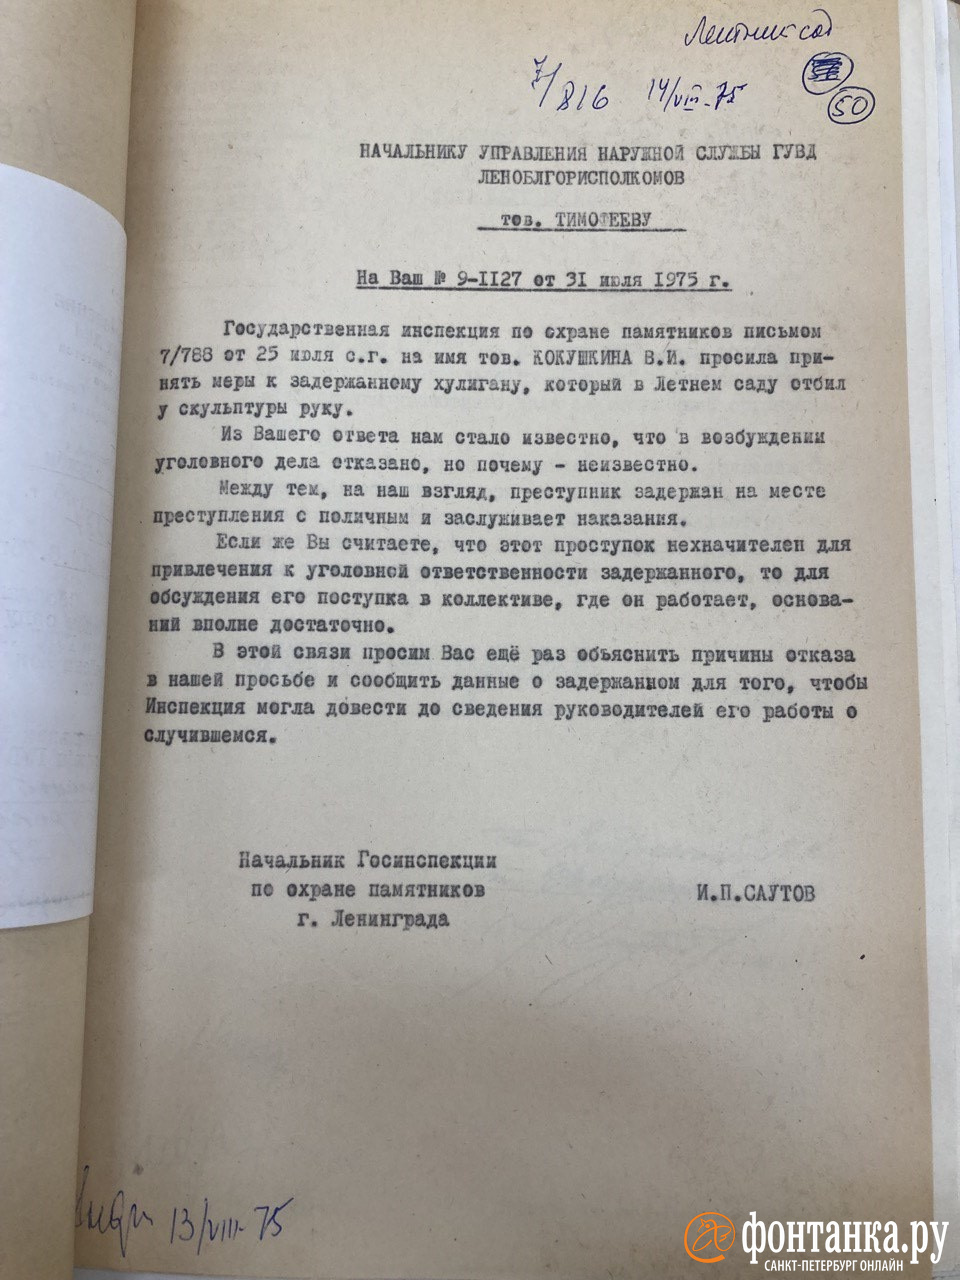 Летний сад
7/816 14/VIII-75
50
НАЧАЛЬНИКУ УПРАВЛЕНИЯ НАРУЖНОЙ СЛУЖБЫ ГУВД
ЛЕНОБЛГОРИСПОЛКОМОВ
тов. ТИМОФЕЕВУ
На Ваш № 9-II27 от 31 июля 1975 г.
Государственная инспекция по охране памятников письмом
7/788 от 25 июля с.г. на имя тов. КОКУШКИНА В.И. просила при-
нять меры к задержанному хулигану, который в Летнем саду отбил
у скульптуры руку.
Из Вашего ответа нам стало известно, что в возбуждении
уголовного дела отказано, но почему - неизвестно.
Между тем, на наш взгляд, преступник задержан на месте
преступления с поличным и заслуживает наказания.
Если же Вы считаете, что этот проступок незначителен для
привлечения к уголовной ответственности задержанного, то для
обсуждения его поступка в коллективе, где он работает, основа-
ний вполне достаточно.
В этой связи просим Вас ещё раз объяснить причины отказа
в нашей просьбе и сообщить данные о задержанном для того, чтобы
Инспекция могла довести до сведения руководителей его работы о
случившемся.
Начальник Госинспекции
по охране памятников
г. Ленинграда
И.П.САУТОВ
13/VIII-75
фонтанка.ру
САНКТ-ПЕТЕРБУРГ ОНЛАЙН